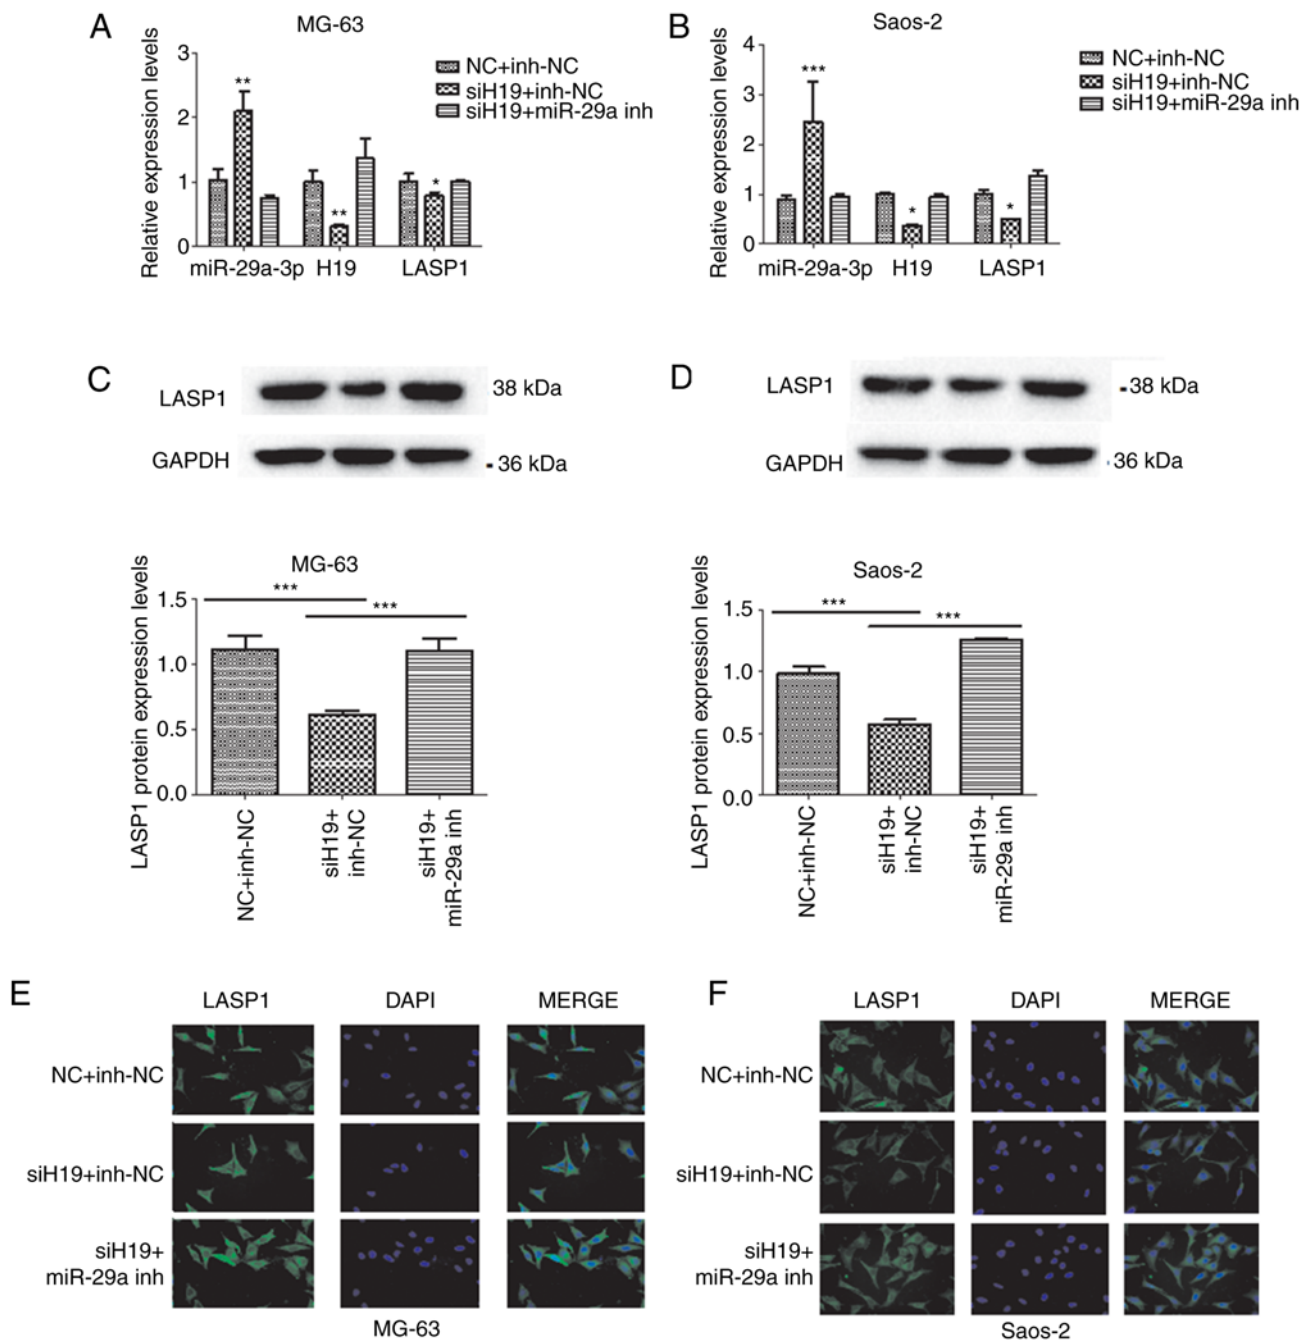 A
MG-63
Relative expression levels
3
2
1
0
**
**
*
miR-29a-3p H19 LASP1
NC+inh-NC
siH19+inh-NC
siH19+miR-29a inh
B
Saos-2
Relative expression levels
4
3
2
1
0
***
*
*
miR-29a-3p H19 LASP1
NC+inh-NC
siH19+inh-NC
siH19+miR-29a inh
C
LASP1
38 kDa
GAPDH
36 kDa
D
LASP1
38 kDa
GAPDH
36 kDa
MG-63
LASP1 protein expression levels
1.5
1.0
0.5
0.0
***
***
NC+inh-NC
siH19+
inh-NC
siH19+
miR-29a inh
Saos-2
LASP1 protein expression levels
1.5
1.0
0.5
0.0
***
***
NC+inh-NC
siH19+
inh-NC
siH19+
miR-29a inh
E
LASP1 DAPI MERGE
NC+inh-NC
siH19+inh-NC
siH19+
miR-29a inh
MG-63
F
LASP1 DAPI MERGE
NC+inh-NC
siH19+inh-NC
siH19+
miR-29a inh
Saos-2